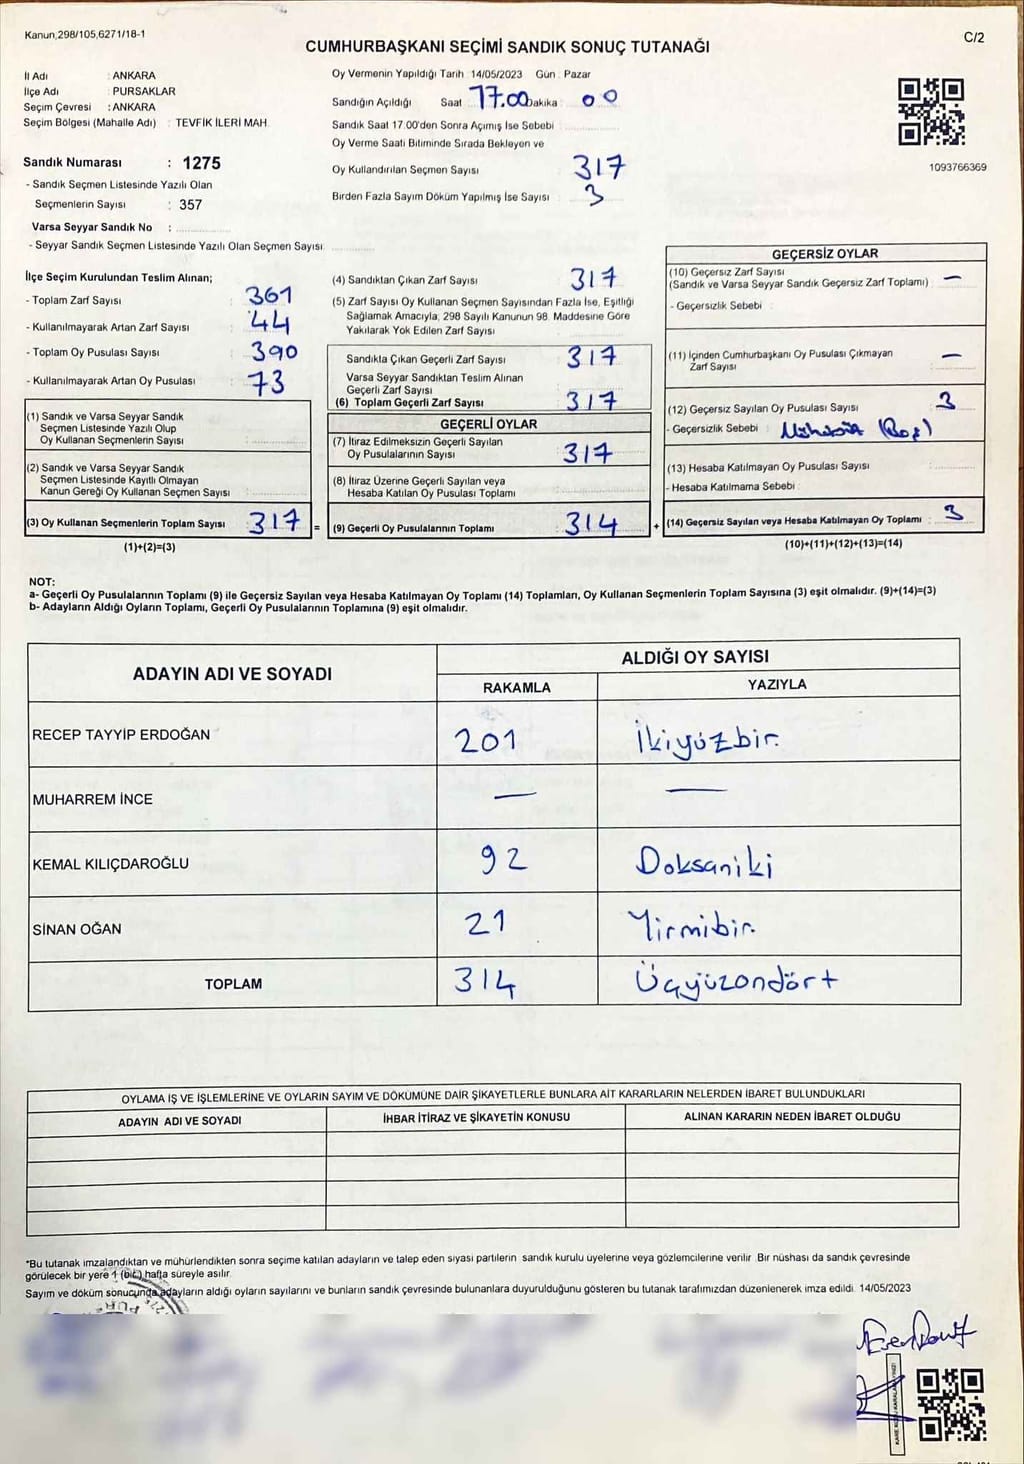 Kanun,298/105,6271/18-1
C/2
CUMHURBAŞKANI SEÇİMİ SANDIK SONUÇ TUTANAĞI
İl Adı : ANKARA
İlçe Adı : PURSAKLAR
Seçim Çevresi : ANKARA
Seçim Bölgesi (Mahalle Adı) : TEVFİK İLERİ MAH.
Sandık Numarası : 1275
- Sandık Seçmen Listesinde Yazılı Olan
Seçmenlerin Sayısı : 357
Varsa Seyyar Sandık No :
- Seyyar Sandık Seçmen Listesinde Yazılı Olan Seçmen Sayısı
Oy Vermenin Yapıldığı Tarih : 14/05/2023 Gün : Pazar
Sandığın Açıldığı Saat 17.00 Dakika : 00
Sandık Saat 17.00'den Sonra Açımış İse Sebebi :
Oy Verme Saati Bitiminde Sırada Bekleyen ve
Oy Kullandırılan Seçmen Sayısı : 317
Birden Fazla Sayım Döküm Yapılmış İse Sayısı : 3
1093766369
İlçe Seçim Kurulundan Teslim Alınan;
- Toplam Zarf Sayısı : 361
- Kullanılmayarak Artan Zarf Sayısı : 44
- Toplam Oy Pusulası Sayısı : 390
- Kullanılmayarak Artan Oy Pusulası : 73
(1) Sandık ve Varsa Seyyar Sandık
Seçmen Listesinde Yazılı Olup
Oy Kullanan Seçmenlerin Sayısı :
(2) Sandık ve Varsa Seyyar Sandık
Seçmen Listesinde Kayıtlı Olmayan
Kanun Gereği Oy Kullanan Seçmen Sayısı :
(3) Oy Kullanan Seçmenlerin Toplam Sayısı : 317 =
(1)+(2)=(3)
(4) Sandıktan Çıkan Zarf Sayısı : 317
(5) Zarf Sayısı Oy Kullanan Seçmen Sayısından Fazla İse, Eşitliği
Sağlamak Amacıyla, 298 Sayılı Kanunun 98. Maddesine Göre
Yakılarak Yok Edilen Zarf Sayısı :
Sandıkta Çıkan Geçerli Zarf Sayısı : 317
Varsa Seyyar Sandıktan Teslim Alınan
Geçerli Zarf Sayısı :
(6) Toplam Geçerli Zarf Sayısı : 317
GEÇERLİ OYLAR
(7) İtiraz Edilmeksizin Geçerli Sayılan
Oy Pusulalarının Sayısı : 317
(8) İtiraz Üzerine Geçerli Sayılan veya
Hesaba Katılan Oy Pusulası Toplamı :
(9) Geçerli Oy Pusulalarının Toplamı : 314 +
GEÇERSİZ OYLAR
(10) Geçersiz Zarf Sayısı
(Sandık ve Varsa Seyyar Sandık Geçersiz Zarf Toplamı) : —
- Geçersizlik Sebebi :
(11) İçinden Cumhurbaşkanı Oy Pusulası Çıkmayan
Zarf Sayısı : —
(12) Geçersiz Sayılan Oy Pusulası Sayısı : 3
- Geçersizlik Sebebi : (Boş)
(13) Hesaba Katılmayan Oy Pusulası Sayısı :
- Hesaba Katılmama Sebebi :
(14) Geçersiz Sayılan veya Hesaba Katılmayan Oy Toplamı : 3
(10)+(11)+(12)+(13)=(14)
NOT:
a- Geçerli Oy Pusulalarının Toplamı (9) ile Geçersiz Sayılan veya Hesaba Katılmayan Oy Toplamı (14) Toplamları, Oy Kullanan Seçmenlerin Toplam Sayısına (3) eşit olmalıdır. (9)+(14)=(3)
b- Adayların Aldığı Oyların Toplamı, Geçerli Oy Pusulalarının Toplamına (9) eşit olmalıdır.
ADAYIN ADI VE SOYADI
ALDIĞI OY SAYISI
RAKAMLA YAZIYLA
RECEP TAYYİP ERDOĞAN 201 İkiyüzbir.
MUHARREM İNCE — —
KEMAL KILIÇDAROĞLU 92 Doksaniki
SİNAN OĞAN 21 Yirmibir.
TOPLAM 314 Üçyüzondört
OYLAMA İŞ VE İŞLEMLERİNE VE OYLARIN SAYIM VE DÖKÜMÜNE DAİR ŞİKAYETLERLE BUNLARA AİT KARARLARIN NELERDEN İBARET BULUNDUKLARI
ADAYIN ADI VE SOYADI İHBAR İTİRAZ VE ŞİKAYETİN KONUSU ALINAN KARARIN NEDEN İBARET OLDUĞU
*Bu tutanak imzalandıktan ve mühürlendikten sonra seçime katılan adayların ve talep eden siyasi partilerin sandık kurulu üyelerine veya gözlemcilerine verilir. Bir nüshası da sandık çevresinde
görülecek bir yere 1 (bir) hafta süreyle asılır.
Sayım ve döküm sonucunda adayların aldığı oyların sayılarını ve bunların sandık çevresinde bulunanlara duyurulduğunu gösteren bu tutanak tarafımızdan düzenlenerek imza edildi. 14/05/2023